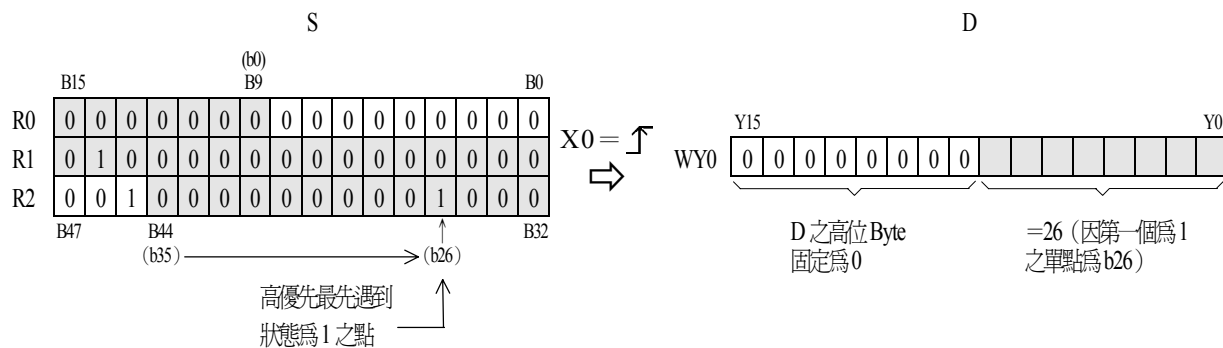 S
D
(b0)
B15 B9 B0
R0 0 0 0 0 0 0 0 0 0 0 0 0 0 0 0 0
R1 0 1 0 0 0 0 0 0 0 0 0 0 0 0 0 0
R2 0 0 1 0 0 0 0 0 0 0 0 0 1 0 0 0
B47 B44 B32
(b35) (b26)
高優先最先遇到
狀態爲1之點
X0=
Y15 Y0
WY0 0 0 0 0 0 0 0 0
D之高位Byte
固定爲0
=26(因第一個爲1
之單點爲b26)